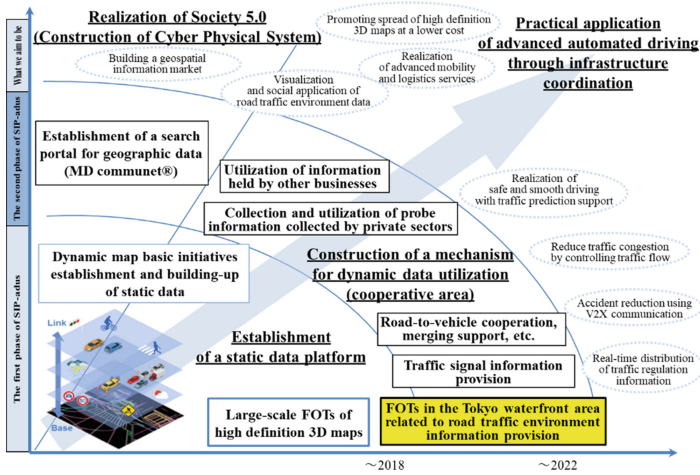 Realization of Society 5.0
(Construction of Cyber Physical System)
Promoting spread of high definition
3D maps at a lower cost
Practical application
of advanced automated driving
through infrastructure
coordination
What we aim to be
Building a geospatial
information market
Realization
of advanced mobility
and logistics services
Visualization
and social application of
road traffic environment data
The second phase of SIP-adus
Establishment of a search
portal for geographic data
(MD communet®)
Utilization of information
held by other businesses
Realization of
safe and smooth driving
with traffic prediction support
Collection and utilization of probe
information collected by private sectors
The first phase of SIP-adus
Dynamic map basic initiatives
establishment and building-up
of static data
Construction of a mechanism
for dynamic data utilization
(cooperative area)
Reduce traffic congestion
by controlling traffic flow
Accident reduction using
V2X communication
Link
Road-to-vehicle cooperation,
merging support, etc.
Establishment
of a static data platform
Traffic signal information
provision
Real-time distribution
of traffic regulation
information
Base
Large-scale FOTs of
high definition 3D maps
FOTs in the Tokyo waterfront area
related to road traffic environment
information provision
～2018
～2022